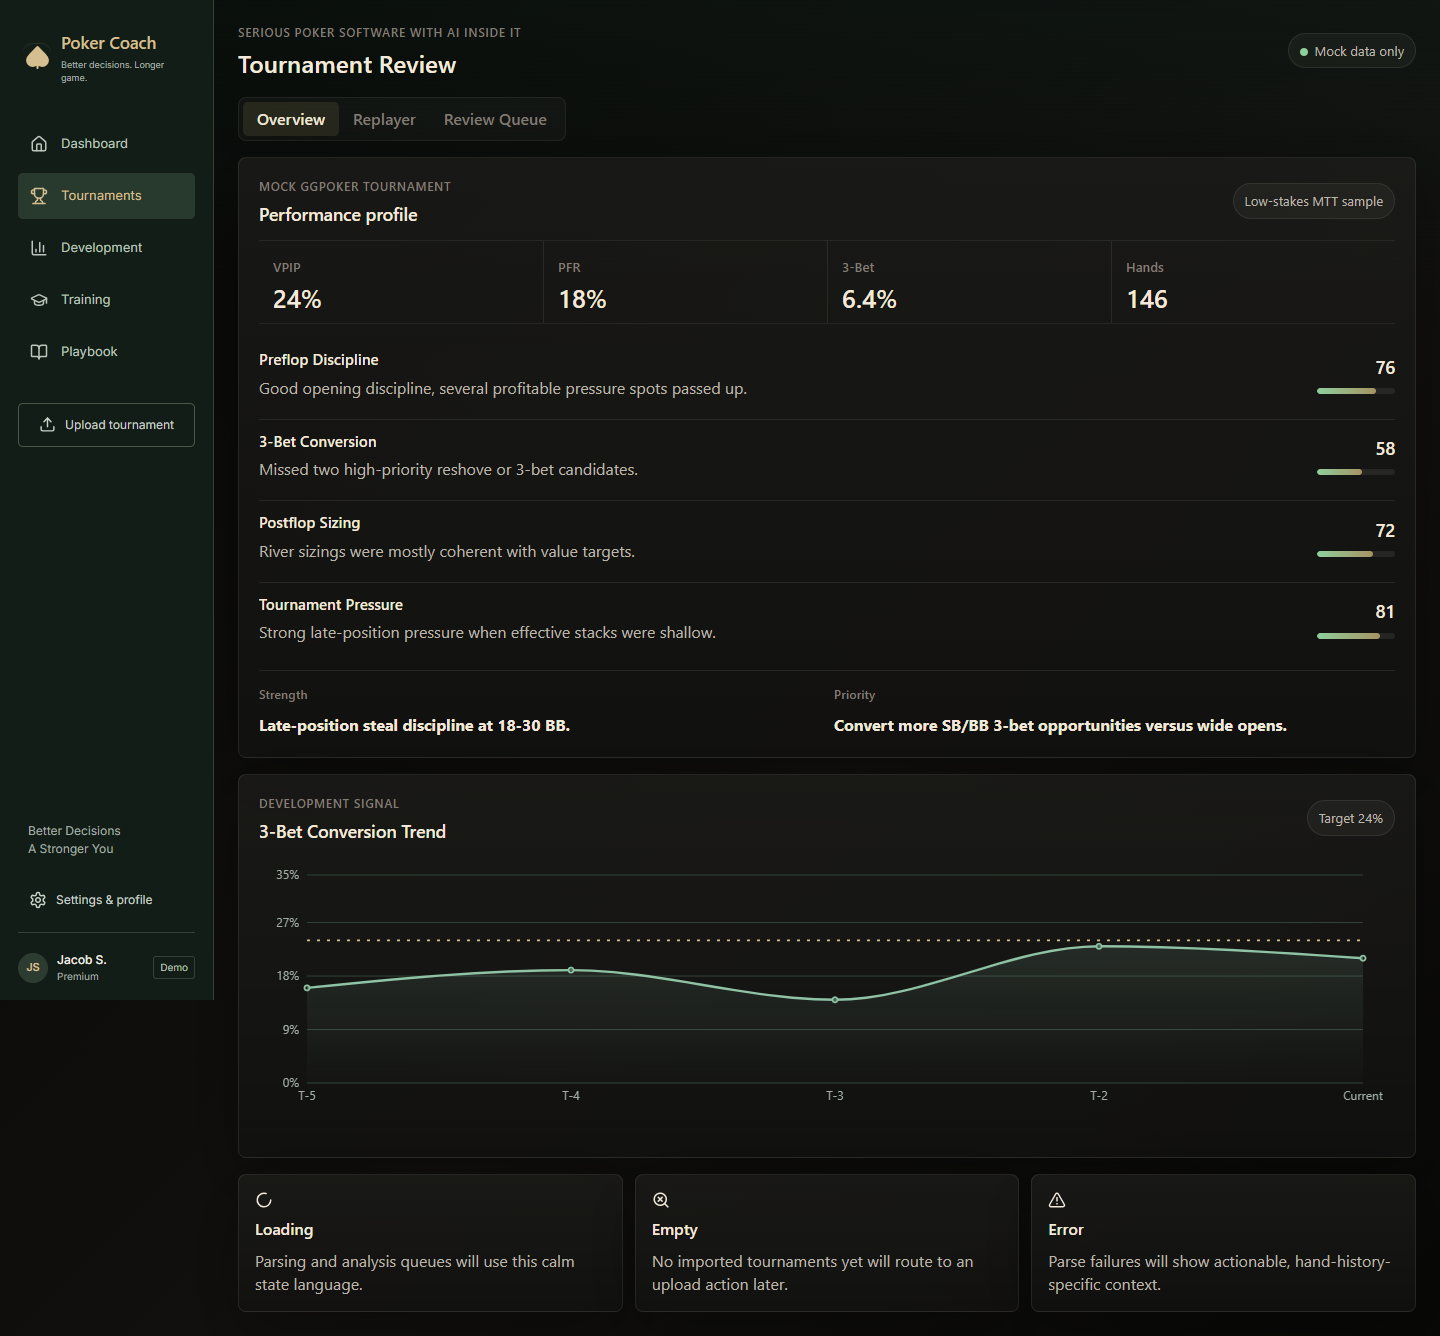 Poker Coach
Better decisions. Longer
game.
Dashboard
Tournaments
Development
Training
Playbook
Upload tournament
Better Decisions
A Stronger You
Settings & profile
JS
Jacob S.
Premium
Demo
SERIOUS POKER SOFTWARE WITH AI INSIDE IT
Tournament Review
Mock data only
Overview
Replayer
Review Queue
MOCK GGPOKER TOURNAMENT
Performance profile
Low-stakes MTT sample
VPIP
24%
PFR
18%
3-Bet
6.4%
Hands
146
Preflop Discipline
Good opening discipline, several profitable pressure spots passed up.
76
3-Bet Conversion
Missed two high-priority reshove or 3-bet candidates.
58
Postflop Sizing
River sizings were mostly coherent with value targets.
72
Tournament Pressure
Strong late-position pressure when effective stacks were shallow.
81
Strength
Late-position steal discipline at 18-30 BB.
Priority
Convert more SB/BB 3-bet opportunities versus wide opens.
DEVELOPMENT SIGNAL
3-Bet Conversion Trend
Target 24%
35%
27%
18%
9%
0%
T-5
T-4
T-3
T-2
Current
Loading
Parsing and analysis queues will use this calm
state language.
Empty
No imported tournaments yet will route to an
upload action later.
Error
Parse failures will show actionable, hand-history-
specific context.